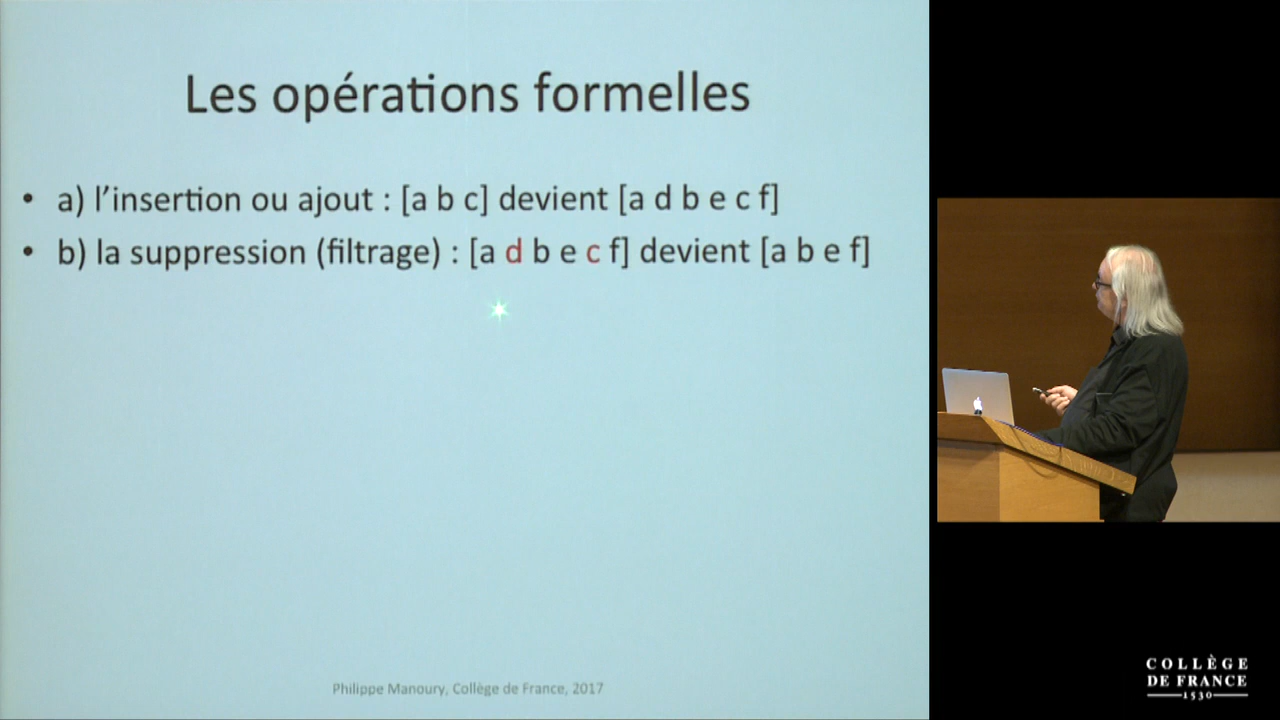 Les opérations formelles
• a) l’insertion ou ajout : [a b c] devient [a d b e c f]
• b) la suppression (filtrage) : [a d b e c f] devient [a b e f]
Philippe Manoury, Collège de France, 2017
COLLÈGE
DE FRANCE
1530